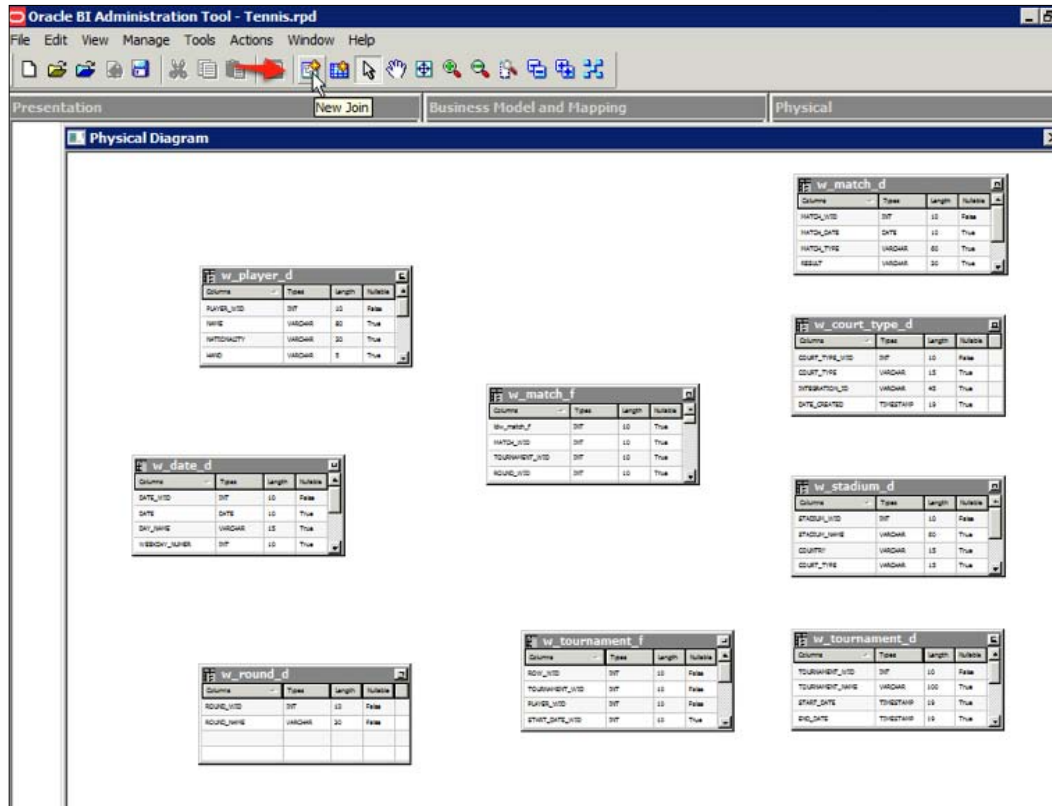 Oracle BI Administration Tool - Tennis.rpd
File Edit View Manage Tools Actions Window Help
New Join
Presentation
Business Model and Mapping
Physical
Physical Diagram
w_match_d
Columns Types Length Nullable
MATCH_WID INT 10 False
MATCH_DATE DATE 10 True
MATCH_TYPE VARCHAR 60 True
RESULT VARCHAR 30 True
w_player_d
Columns Types Length Nullable
PLAYER_WID INT 10 False
NAME VARCHAR 80 True
NATIONALITY VARCHAR 30 True
HAND VARCHAR 5 True
w_court_type_d
Columns Types Length Nullable
COURT_TYPE_WID INT 10 False
COURT_TYPE VARCHAR 15 True
INTEGRATION_ID VARCHAR 45 True
DATE_CREATED TIMESTAMP 19 True
w_match_f
Columns Types Length Nullable
INT 10 True
MATCH_WID INT 10 True
TOURNAMENT_WID INT 10 True
ROUND_WID INT 10 True
w_date_d
Columns Types Length Nullable
DATE_WID INT 10 False
DATE DATE 10 True
DAY_NAME VARCHAR 15 True
WEEKDAY_NUMER INT 10 True
w_stadium_d
Columns Types Length Nullable
STADIUM_WID INT 10 False
STADIUM_NAME VARCHAR 60 True
COUNTRY VARCHAR 15 True
COURT_TYPE VARCHAR 15 True
w_tournament_f
Columns Types Length Nullable
ROW_WID INT 10 False
TOURNAMENT_WID INT 10 False
PLAYER_WID INT 10 False
START_DATE_WID INT 10 True
w_tournament_d
Columns Types Length Nullable
TOURNAMENT_WID INT 10 False
TOURNAMENT_NAME VARCHAR 100 True
START_DATE TIMESTAMP 19 True
END_DATE TIMESTAMP 19 True
w_round_d
Columns Types Length Nullable
ROUND_WID INT 10 False
ROUND_NAME VARCHAR 20 False